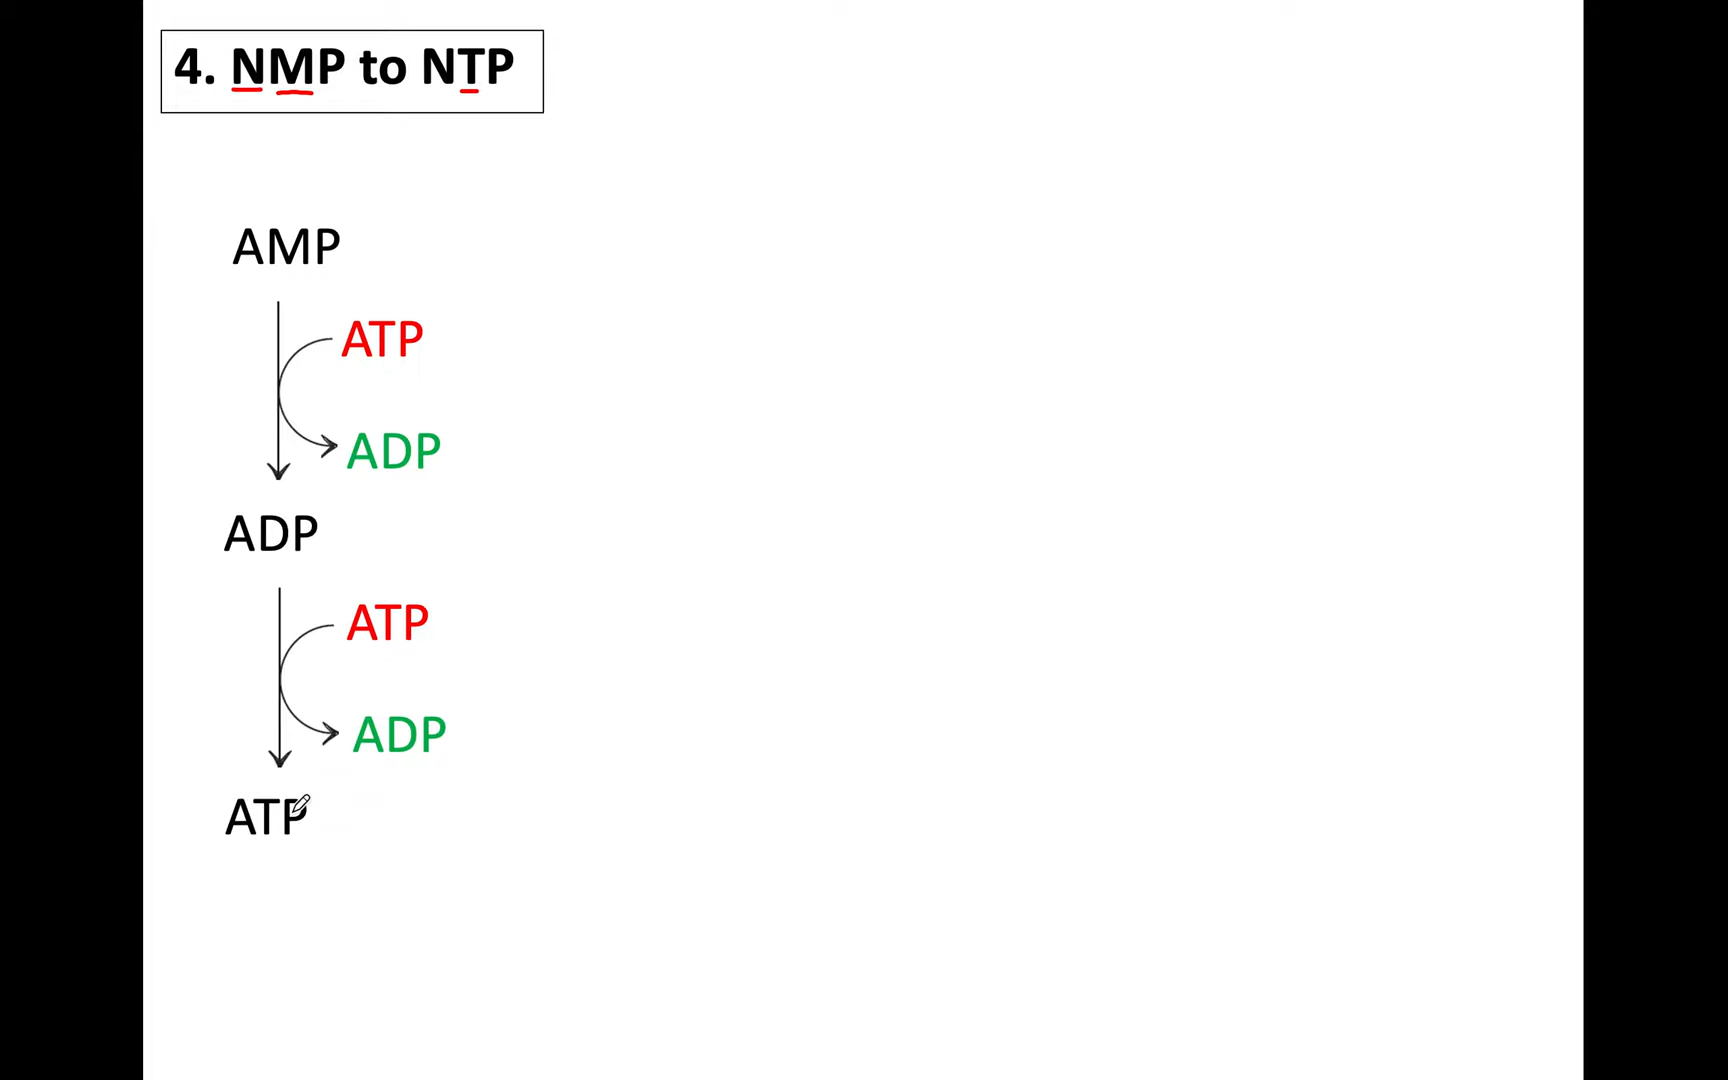 4. NMP to NTP
AMP
ATP
ADP
ADP
ATP
ADP
ATP